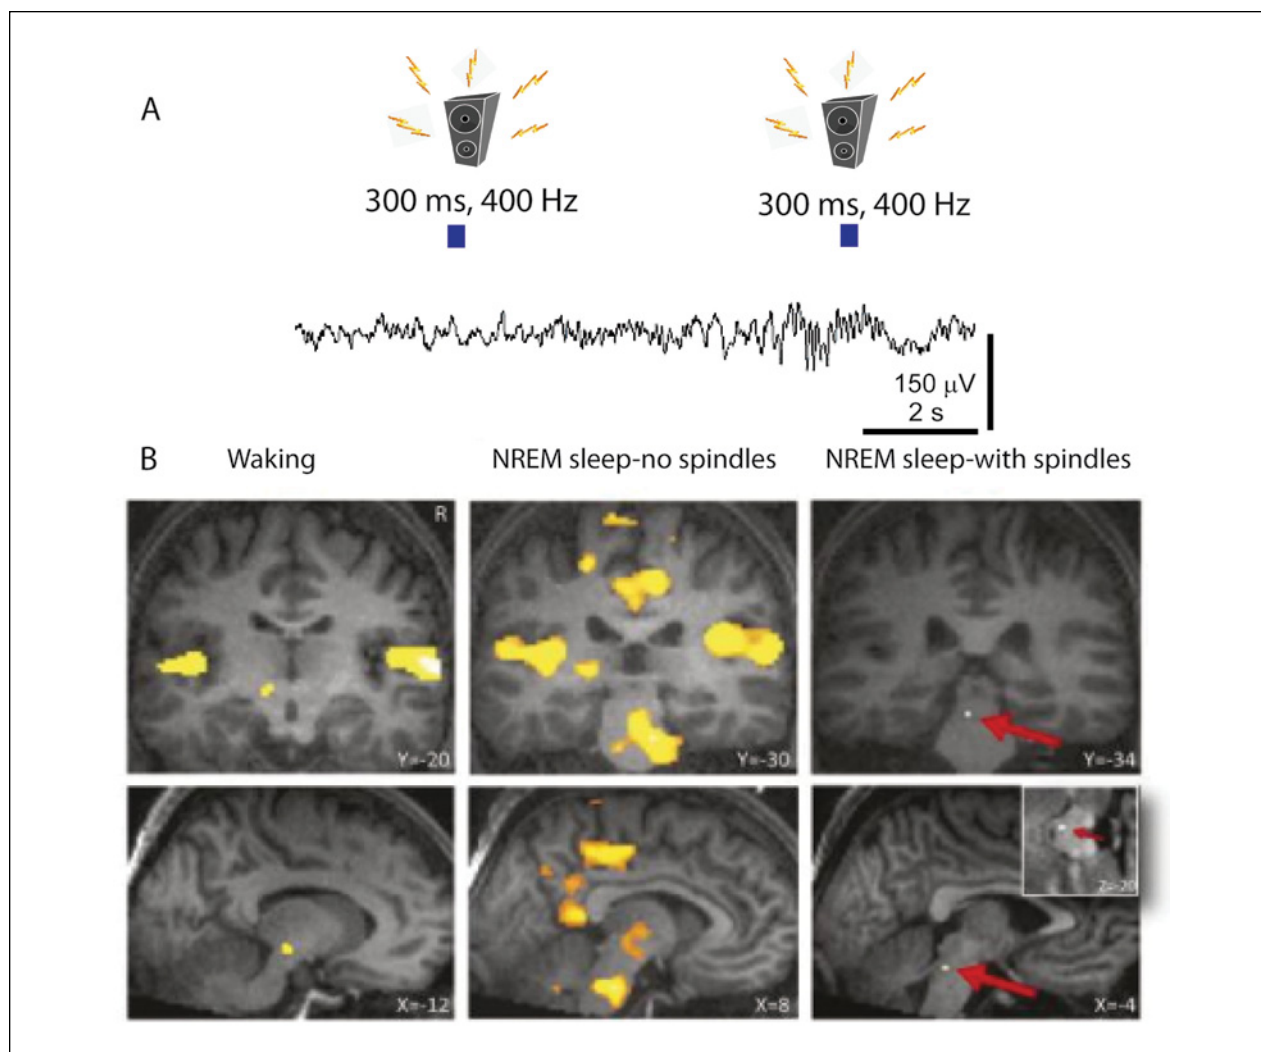 A
300 ms, 400 Hz
300 ms, 400 Hz
150 μV
2 s
B
Waking
NREM sleep-no spindles
NREM sleep-with spindles
R
Y=-20
Y=-30
Y=-34
X=-12
X=8
Z=-20
X=-4